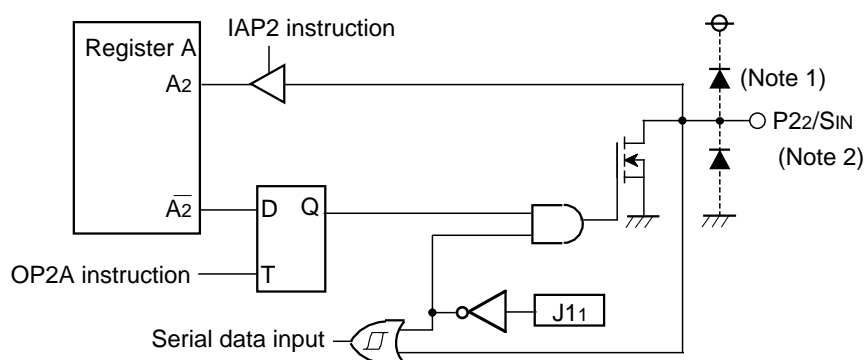 IAP2 instruction
Register A
A2
(Note 1)
P22/SIN
(Note 2)
A2
D
Q
OP2A instruction
T
J11
Serial data input